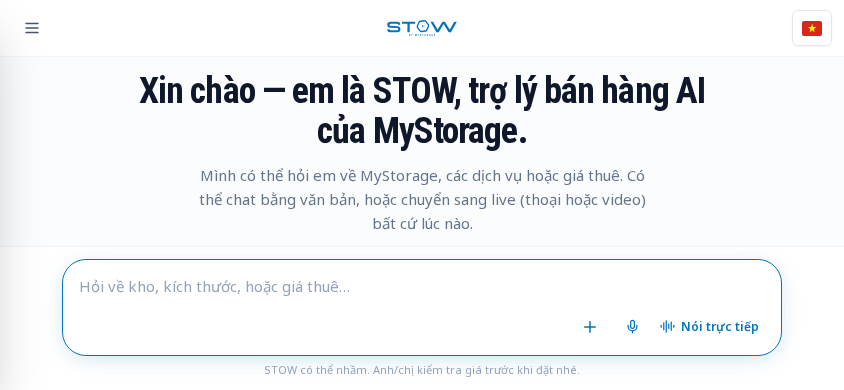 STOW
Xin chào — em là STOW, trợ lý bán hàng AI
của MyStorage.
Mình có thể hỏi em về MyStorage, các dịch vụ hoặc giá thuê. Có
thể chat bằng văn bản, hoặc chuyển sang live (thoại hoặc video)
bất cứ lúc nào.
Hỏi về kho, kích thước, hoặc giá thuê...
Nói trực tiếp
STOW có thể nhầm. Anh/chị kiểm tra giá trước khi đặt nhé.